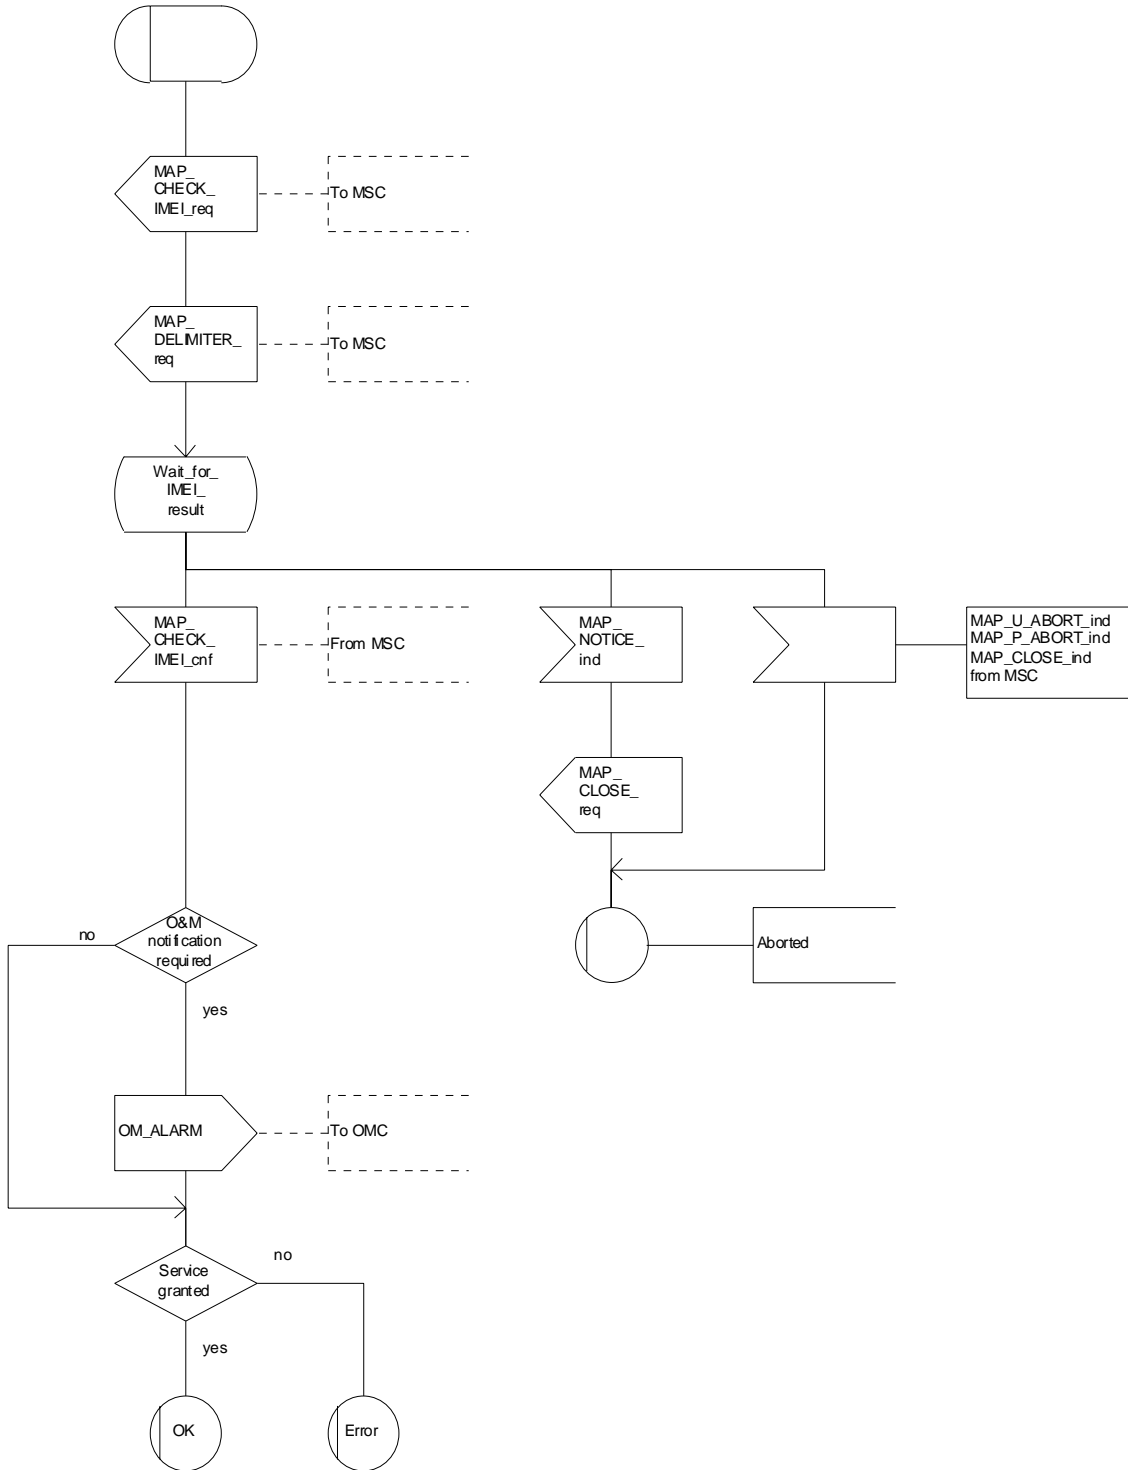 MAP_
CHECK_
IMEI_req
To MSC
MAP_
DELIMITER_
req
To MSC
Wait_for_
IMEI_
result
MAP_
CHECK_
IMEI_cnf
From MSC
MAP_
NOTICE_
ind
MAP_U_ABORT_ind
MAP_P_ABORT_ind
MAP_CLOSE_ind
from MSC
MAP_
CLOSE_
req
no
O&M
notification
required
yes
Aborted
OM_ALARM
To OMC
Service
granted
no
yes
OK
Error